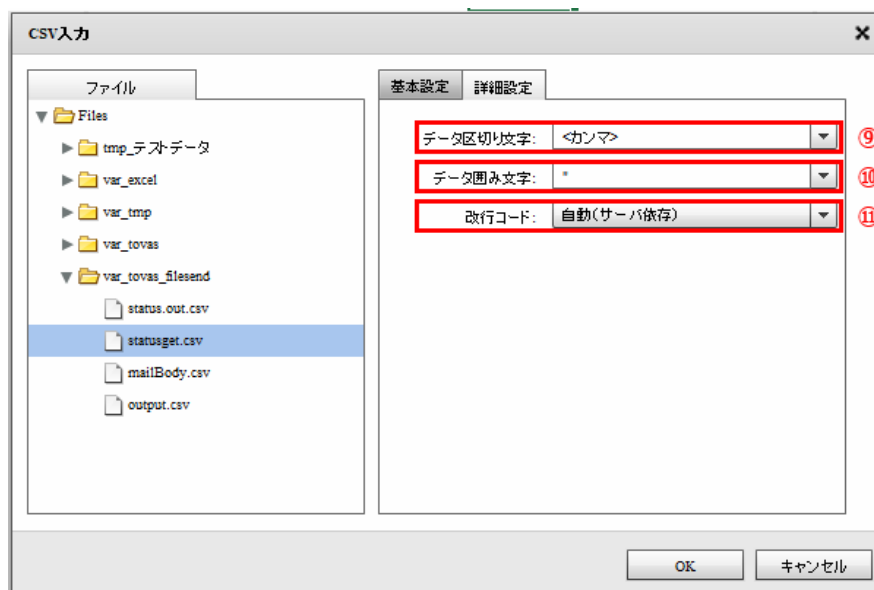 CSV入力
ファイル
Files
tmp_テストデータ
var_excel
var_tmp
var_tovas
var_tovas_filesend
status.out.csv
statusget.csv
mailBody.csv
output.csv
基本設定 詳細設定
データ区切り文字: <カンマ> ⑨
データ囲み文字: " ⑩
改行コード: 自動(サーバ依存) ⑪
OK キャンセル